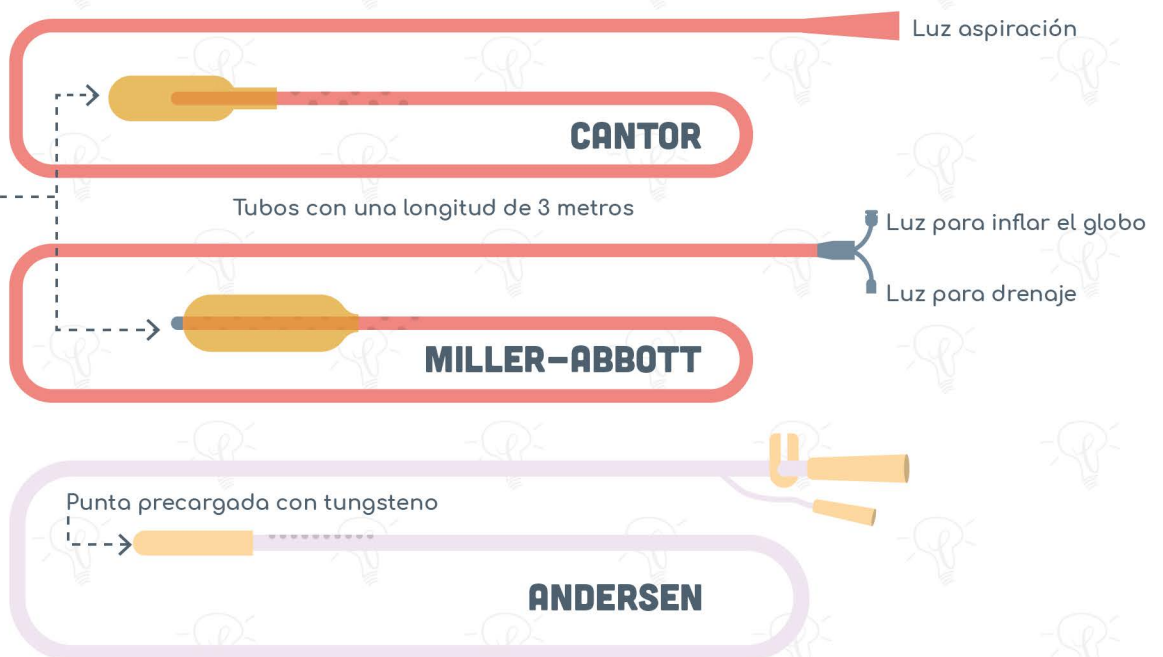 Luz aspiración
CANTOR
Tubos con una longitud de 3 metros
Luz para inflar el globo
Luz para drenaje
MILLER-ABBOTT
Punta precargada con tungsteno
ANDERSEN